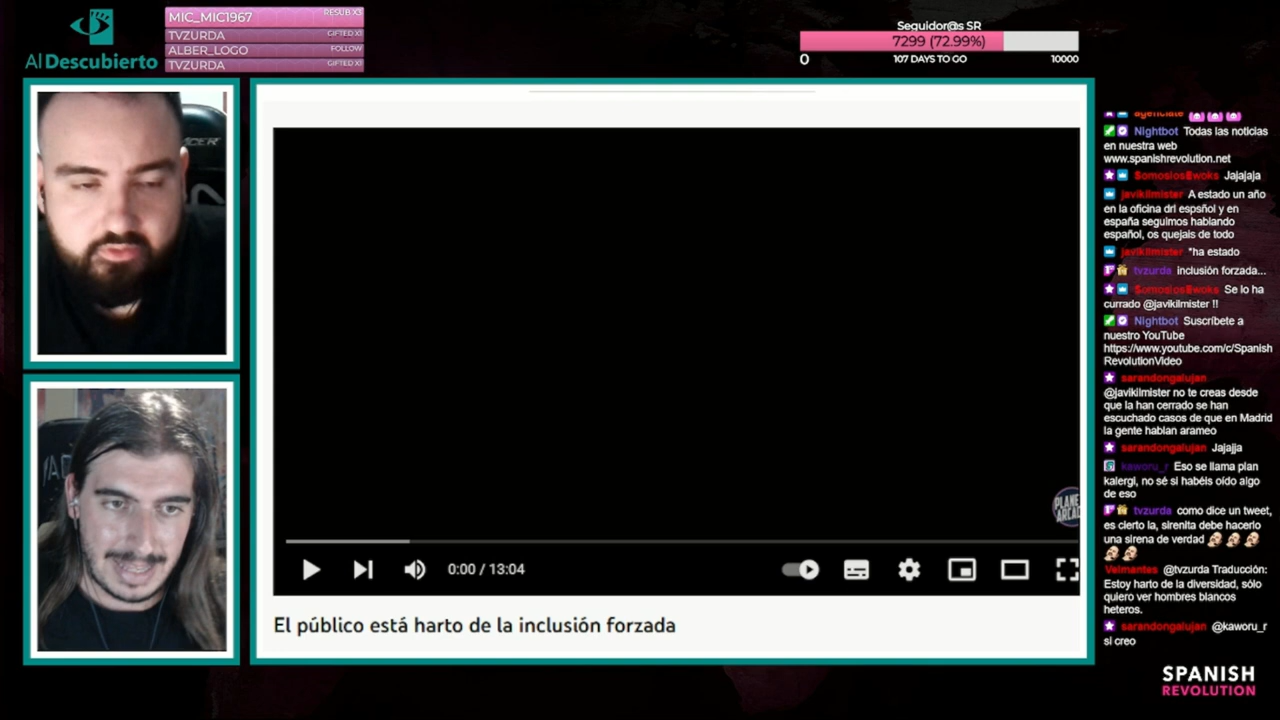 Al Descubierto
MIC_MIC1967 RESUB X3
TVZURDA GIFTED X1
ALBER_LOGO FOLLOW
TVZURDA GIFTED X1
Seguidor@s SR
7299 (72.99%)
0 107 DAYS TO GO 10000
agenciate
Nightbot Todas las noticias
en nuestra web
www.spanishrevolution.net
SomoslosEwoks Jajajaja
javikilmister A estado un año
en la oficina drl espsñol y en
españa seguimos hablando
español, os quejais de todo
javikilmister *ha estado
tvzurda inclusión forzada...
SomoslosEwoks Se lo ha
currado @javikilmister !!
Nightbot Suscríbete a
nuestro YouTube
https://www.youtube.com/c/Spanish
RevolutionVideo
sarandongalujan
@javikilmister no te creas desde
que la han cerrado se han
escuchado casos de que en Madrid
la gente hablan arameo
sarandongalujan Jajajja
kaworu_r Eso se llama plan
kalergi, no sé si habéis oído algo
de eso
tvzurda como dice un tweet,
es cierto la, sirenita debe hacerlo
una sirena de verdad
Velmantes @tvzurda Traducción:
Estoy harto de la diversidad, sólo
quiero ver hombres blancos
heteros.
sarandongalujan @kaworu_r
si creo
0:00 / 13:04
El público está harto de la inclusión forzada
SPANISH
REVOLUTION